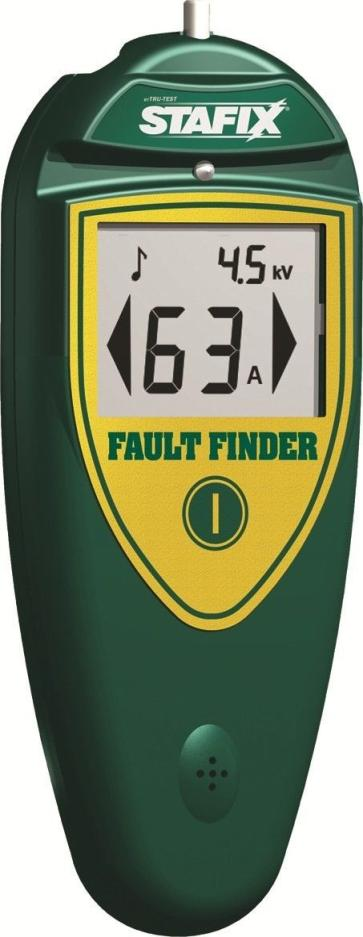 BY TRU-TEST
STAFIX
♪ 4.5 kV
63 A
FAULT FINDER